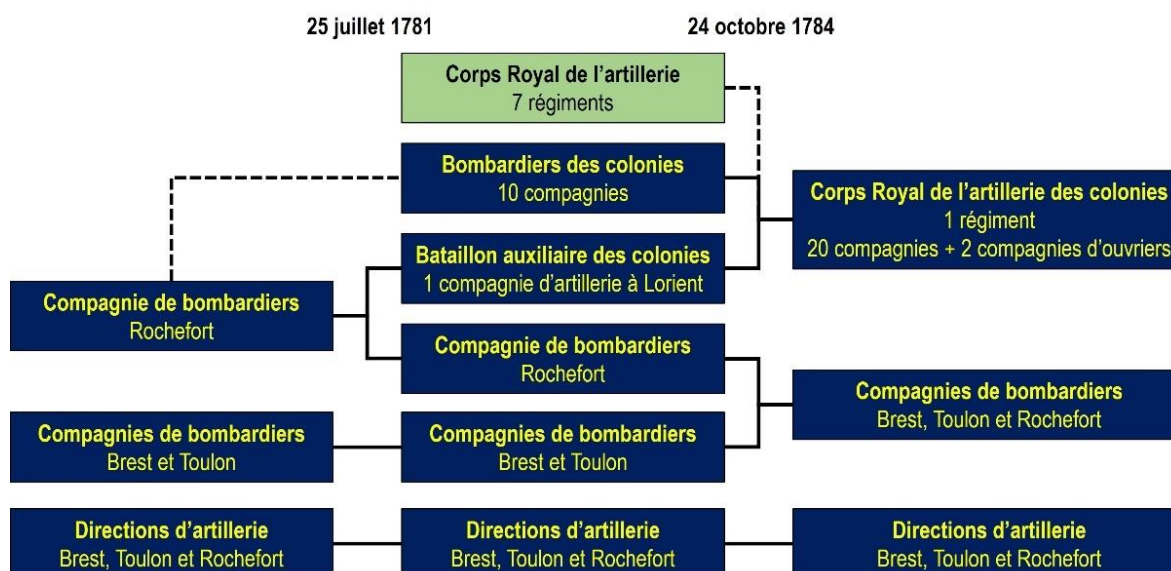 25 juillet 1781
24 octobre 1784
Corps Royal de l'artillerie
7 régiments
Bombardiers des colonies
10 compagnies
Bataillon auxiliaire des colonies
1 compagnie d'artillerie à Lorient
Corps Royal de l'artillerie des colonies
1 régiment
20 compagnies + 2 compagnies d'ouvriers
Compagnie de bombardiers
Rochefort
Compagnie de bombardiers
Rochefort
Compagnies de bombardiers
Brest, Toulon et Rochefort
Compagnies de bombardiers
Brest et Toulon
Compagnies de bombardiers
Brest et Toulon
Directions d'artillerie
Brest, Toulon et Rochefort
Directions d'artillerie
Brest, Toulon et Rochefort
Directions d'artillerie
Brest, Toulon et Rochefort